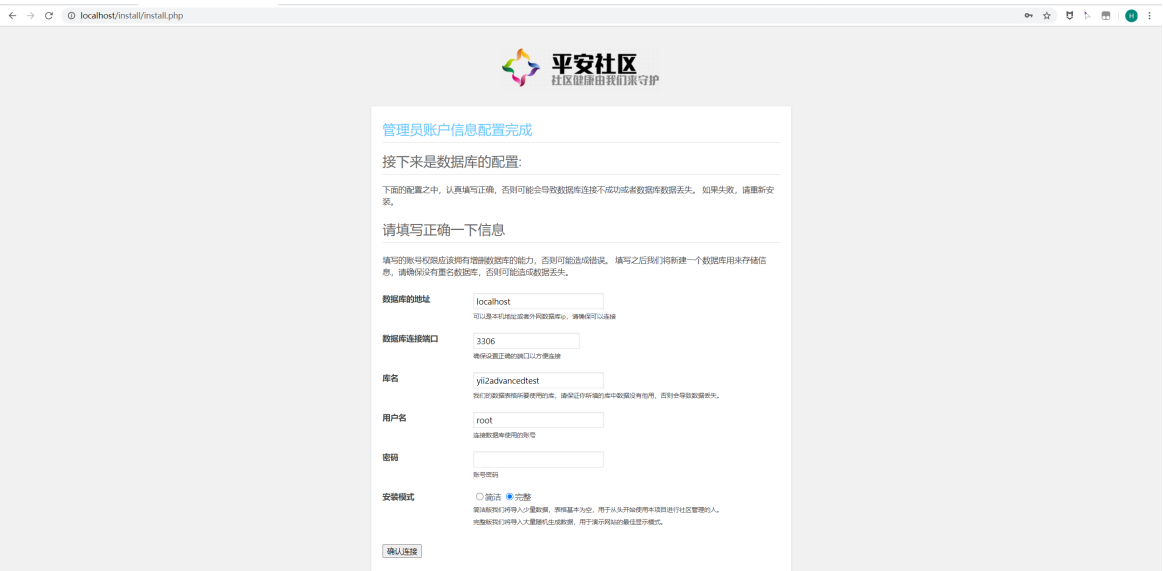 localhost/install/install.php
H
平安社区
社区健康由我们来守护
管理员账户信息配置完成
接下来是数据库的配置:
下面的配置之中，认真填写正确，否则可能会导致数据库连接不成功或者数据库数据丢失。 如果失败，请重新安
装。
请填写正确一下信息
填写的账号权限应该拥有增删数据库的能力，否则可能造成错误。 填写之后我们将新建一个数据库用来存储信
息，请确保没有重名数据库，否则可能造成数据丢失。
数据库的地址
localhost
可以是本机地址或者外网数据库ip，请确保可以连接
数据库连接端口
3306
确保设置正确的端口以方便连接
库名
yii2advancedtest
我们的数据表格所要使用的库，请保证你所填的库中数据没有他用，否则会导致数据丢失。
用户名
root
连接数据库使用的账号
密码
账号密码
安装模式
简洁 完整
简洁版我们将导入少量数据，表格基本为空，用于从头开始使用本项目进行社区管理的人。
完整版我们将导入大量随机生成数据，用于演示网站的最佳显示模式。
确认连接